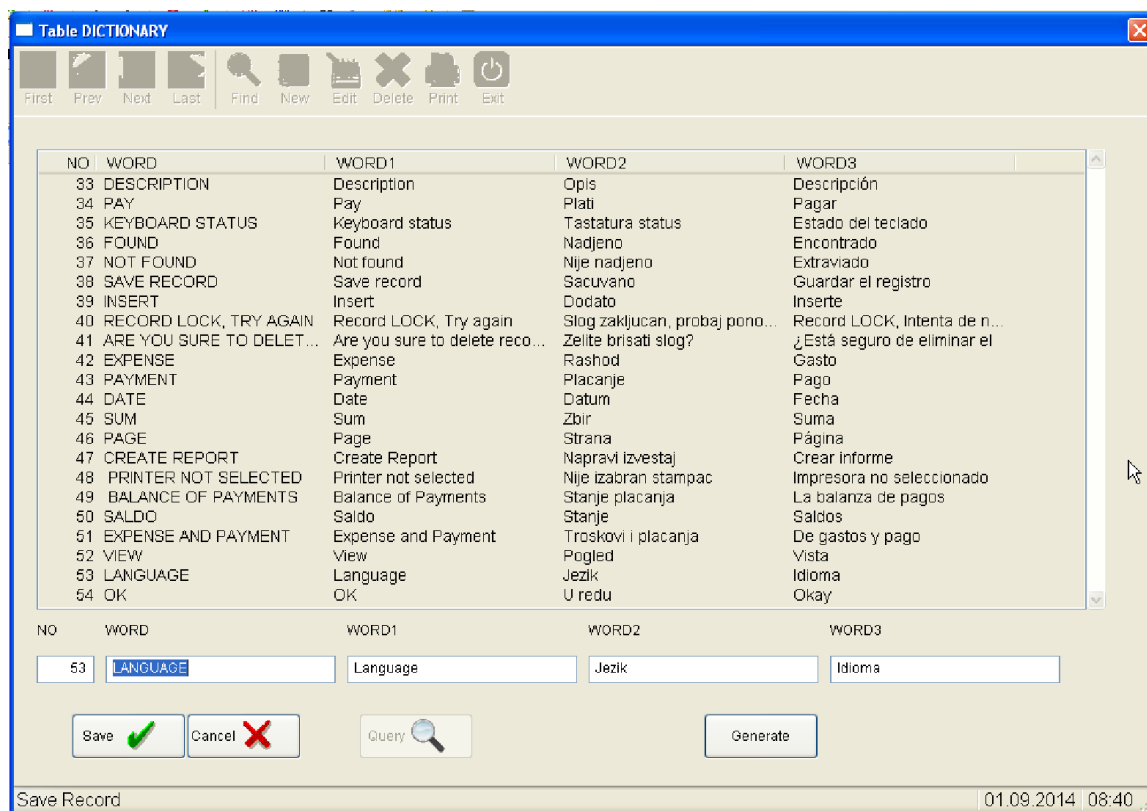 Table DICTIONARY
First Prev Next Last Find New Edit Delete Print Exit
NO WORD WORD1 WORD2 WORD3
33 DESCRIPTION Description Opis Descripción
34 PAY Pay Plati Pagar
35 KEYBOARD STATUS Keyboard status Tastatura status Estado del teclado
36 FOUND Found Nadjeno Encontrado
37 NOT FOUND Not found Nije nadjeno Extraviado
38 SAVE RECORD Save record Sacuvano Guardar el registro
39 INSERT Insert Dodato Inserte
40 RECORD LOCK, TRY AGAIN Record LOCK, Try again Slog zakljucan, probaj pono... Record LOCK, Intenta de n...
41 ARE YOU SURE TO DELET... Are you sure to delete reco... Zelite brisati slog? ¿Está seguro de eliminar el
42 EXPENSE Expense Rashod Gasto
43 PAYMENT Payment Placanje Pago
44 DATE Date Datum Fecha
45 SUM Sum Zbir Suma
46 PAGE Page Strana Página
47 CREATE REPORT Create Report Napravi izvestaj Crear informe
48 PRINTER NOT SELECTED Printer not selected Nije izabran stampac Impresora no seleccionado
49 BALANCE OF PAYMENTS Balance of Payments Stanje placanja La balanza de pagos
50 SALDO Saldo Stanje Saldos
51 EXPENSE AND PAYMENT Expense and Payment Troskovi i placanja De gastos y pago
52 VIEW View Pogled Vista
53 LANGUAGE Language Jezik Idioma
54 OK OK U redu Okay
NO WORD WORD1 WORD2 WORD3
53 LANGUAGE Language Jezik Idioma
Save Cancel Query Generate
Save Record 01.09.2014 08:40